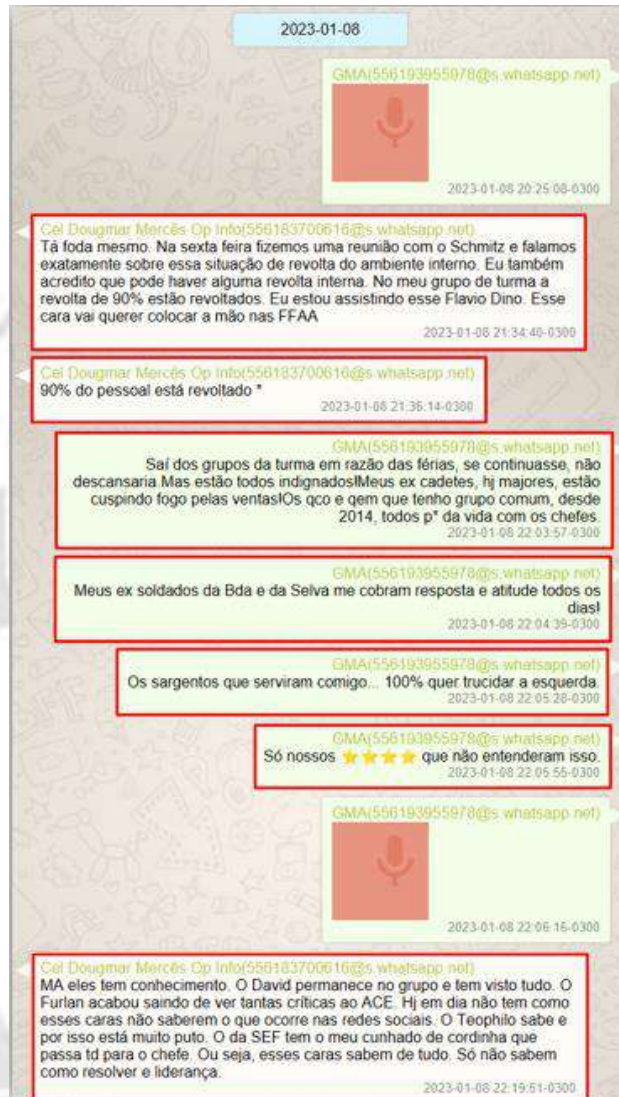 2023-01-08
GMA(556193955978@s.whatsapp.net)
2023-01-08 20:25:08-0300
Cel Dougmar Mercês Op Info(556183700616@s.whatsapp.net)
Tá foda mesmo. Na sexta feira fizemos uma reunião com o Schmitz e falamos
exatamente sobre essa situação de revolta do ambiente interno. Eu também
acredito que pode haver alguma revolta interna. No meu grupo de turma a
revolta de 90% estão revoltados. Eu estou assistindo esse Flavio Dino. Esse
cara vai querer colocar a mão nas FFAA
2023-01-08 21:34:40-0300
Cel Dougmar Mercês Op Info(556183700616@s.whatsapp.net)
90% do pessoal está revoltado *
2023-01-08 21:36:14-0300
GMA(556193955978@s.whatsapp.net)
Saí dos grupos da turma em razão das férias, se continuasse, não
descansaria.Mas estão todos indignados!Meus ex cadetes, hj majores, estão
cuspindo fogo pelas ventas!Os qco e qem que tenho grupo comum, desde
2014, todos p* da vida com os chefes.
2023-01-08 22:03:57-0300
GMA(556193955978@s.whatsapp.net)
Meus ex soldados da Bda e da Selva me cobram resposta e atitude todos os
dias!
2023-01-08 22:04:39-0300
GMA(556193955978@s.whatsapp.net)
Os sargentos que serviram comigo... 100% quer trucidar a esquerda.
2023-01-08 22:05:28-0300
GMA(556193955978@s.whatsapp.net)
Só nossos ⭐⭐⭐⭐ que não entenderam isso.
2023-01-08 22:05:55-0300
GMA(556193955978@s.whatsapp.net)
2023-01-08 22:06:16-0300
Cel Dougmar Mercês Op Info(556183700616@s.whatsapp.net)
MA eles tem conhecimento. O David permanece no grupo e tem visto tudo. O
Furlan acabou saindo de ver tantas críticas ao ACE. Hj em dia não tem como
esses caras não saberem o que ocorre nas redes sociais. O Teophilo sabe e
por isso está muito puto. O da SEF tem o meu cunhado de cordinha que
passa td para o chefe. Ou seja, esses caras sabem de tudo. Só não sabem
como resolver e liderança.
2023-01-08 22:19:51-0300